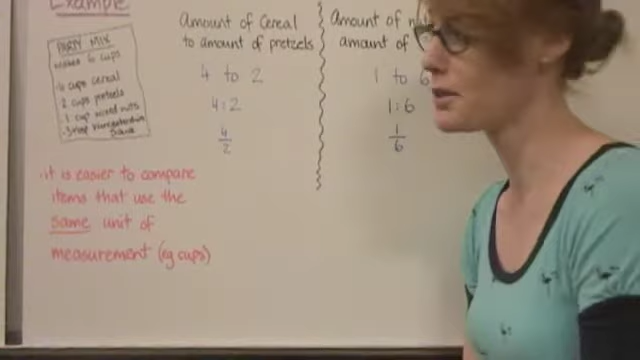 Example
PARTY MIX
Makes 6 cups
4 cups cereal
2 cups pretzels
1 cup mixed nuts
Sauce
Amount of Cereal
to amount of pretzels
4 to 2
4:2
4
2
Amount of
amount of
1 to 6
1:6
1
6
it is easier to compare
items that use the
same unit of
measurement (eg cups)